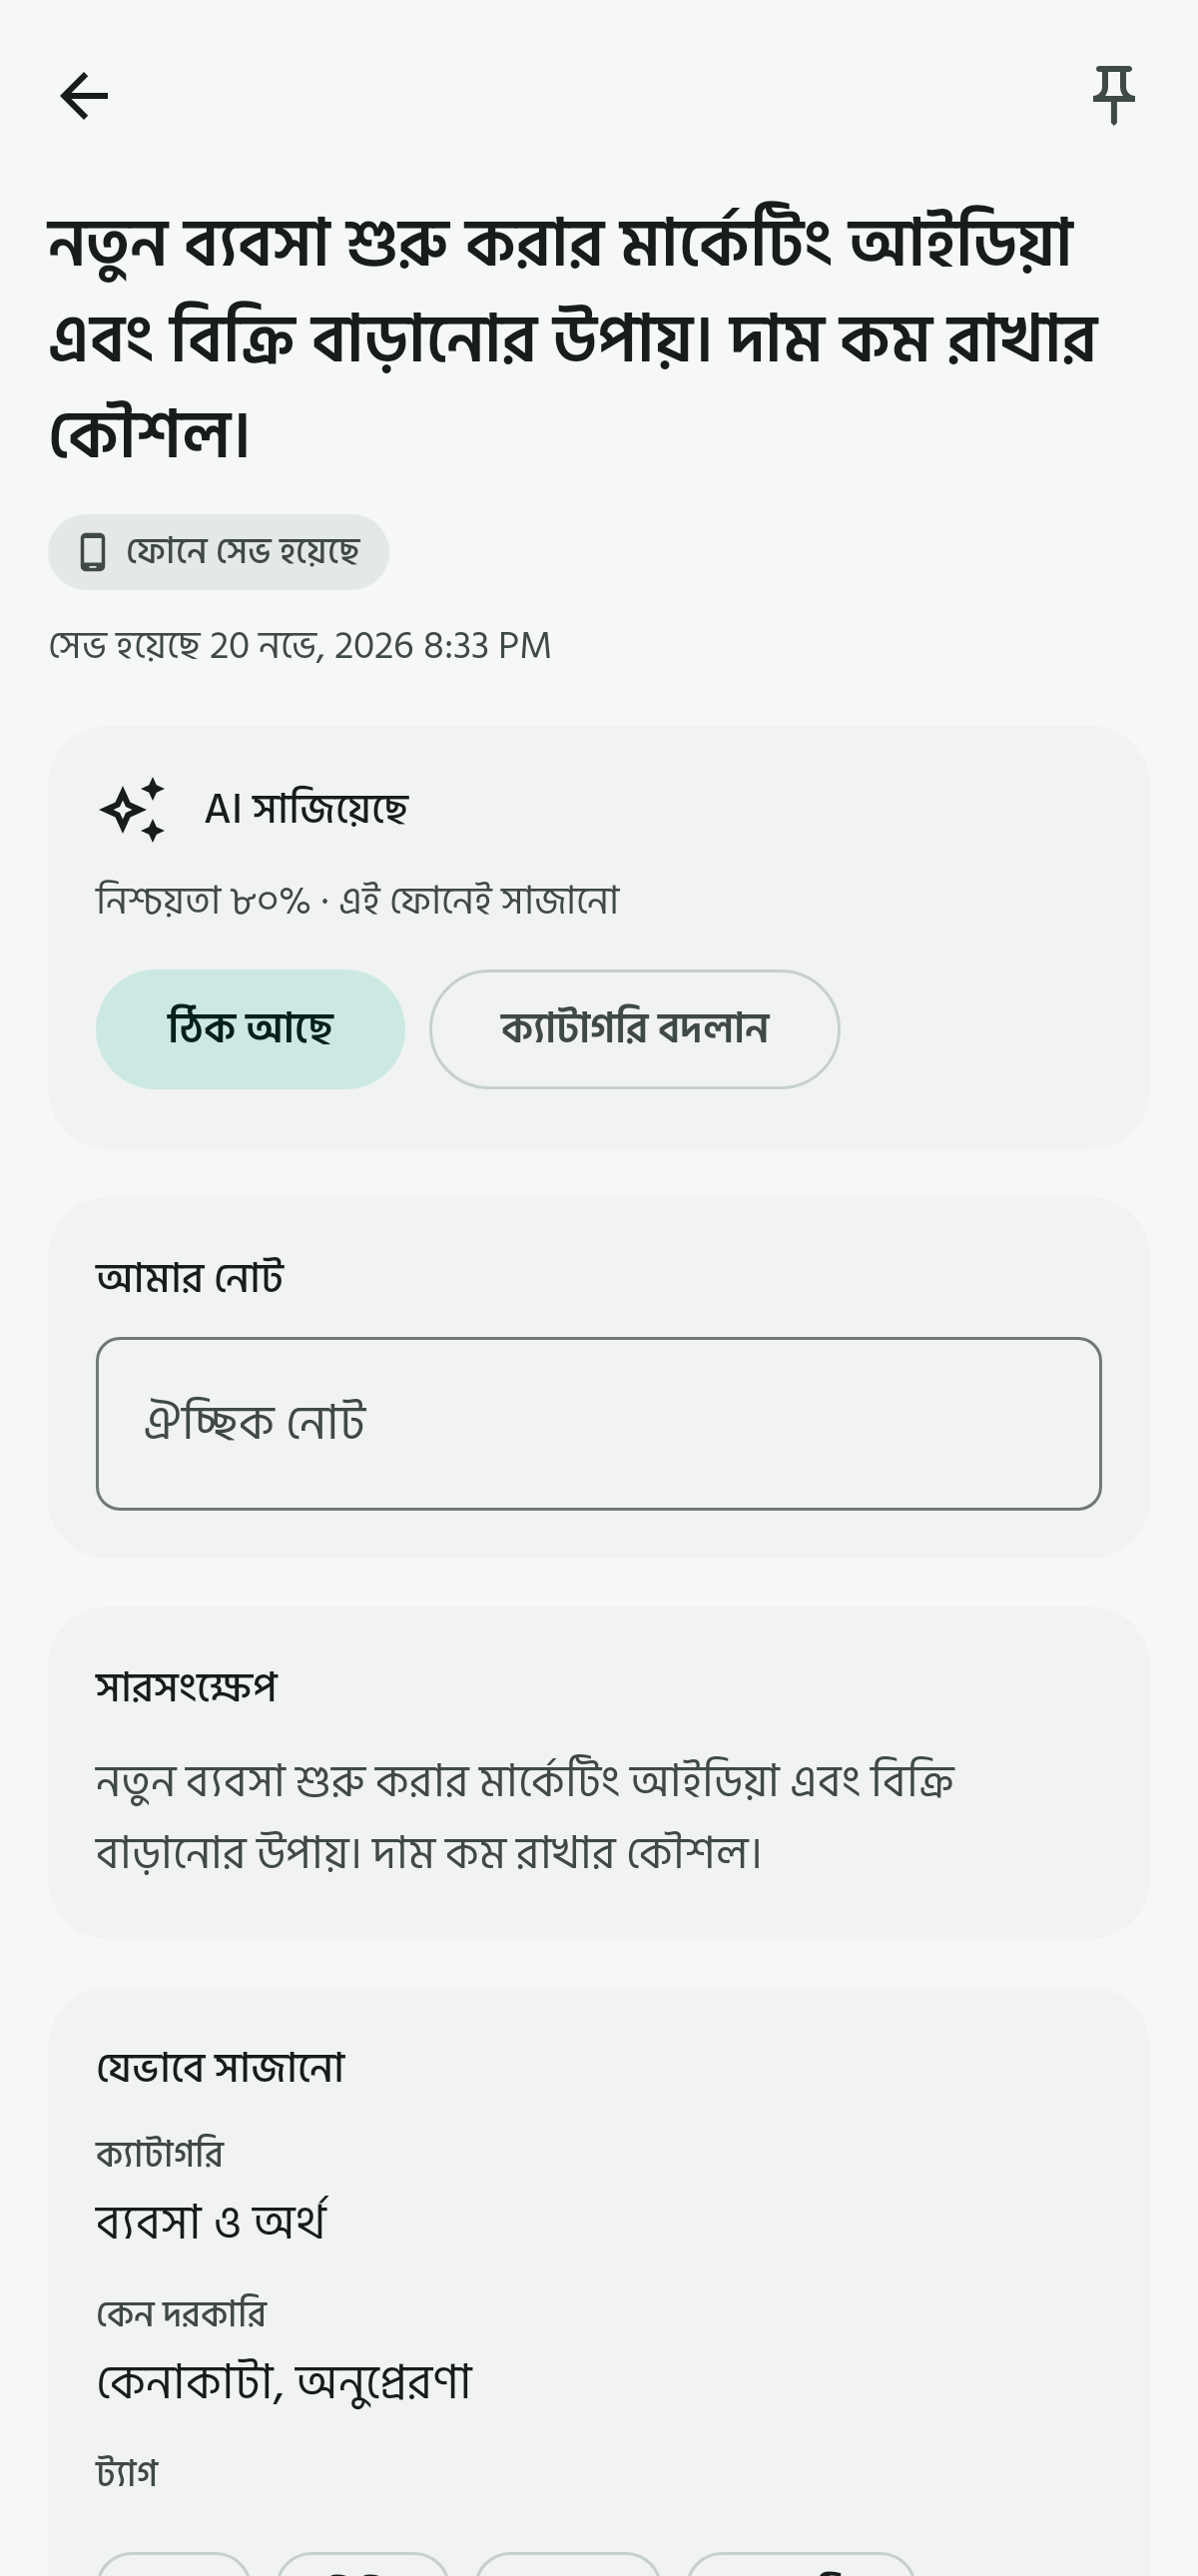 নতুন ব্যবসা শুরু করার মার্কেটিং আইডিয়া
এবং বিক্রি বাড়ানোর উপায়। দাম কম রাখার
কৌশল।
ফোনে সেভ হয়েছে
সেভ হয়েছে 20 নভে, 2026 8:33 PM
AI সাজিয়েছে
নিশ্চয়তা ৮০% · এই ফোনেই সাজানো
ঠিক আছে
ক্যাটাগরি বদলান
আমার নোট
ঐচ্ছিক নোট
সারসংক্ষেপ
নতুন ব্যবসা শুরু করার মার্কেটিং আইডিয়া এবং বিক্রি
বাড়ানোর উপায়। দাম কম রাখার কৌশল।
যেভাবে সাজানো
ক্যাটাগরি
ব্যবসা ও অর্থ
কেন দরকারি
কেনাকাটা, অনুপ্রেরণা
ট্যাগ